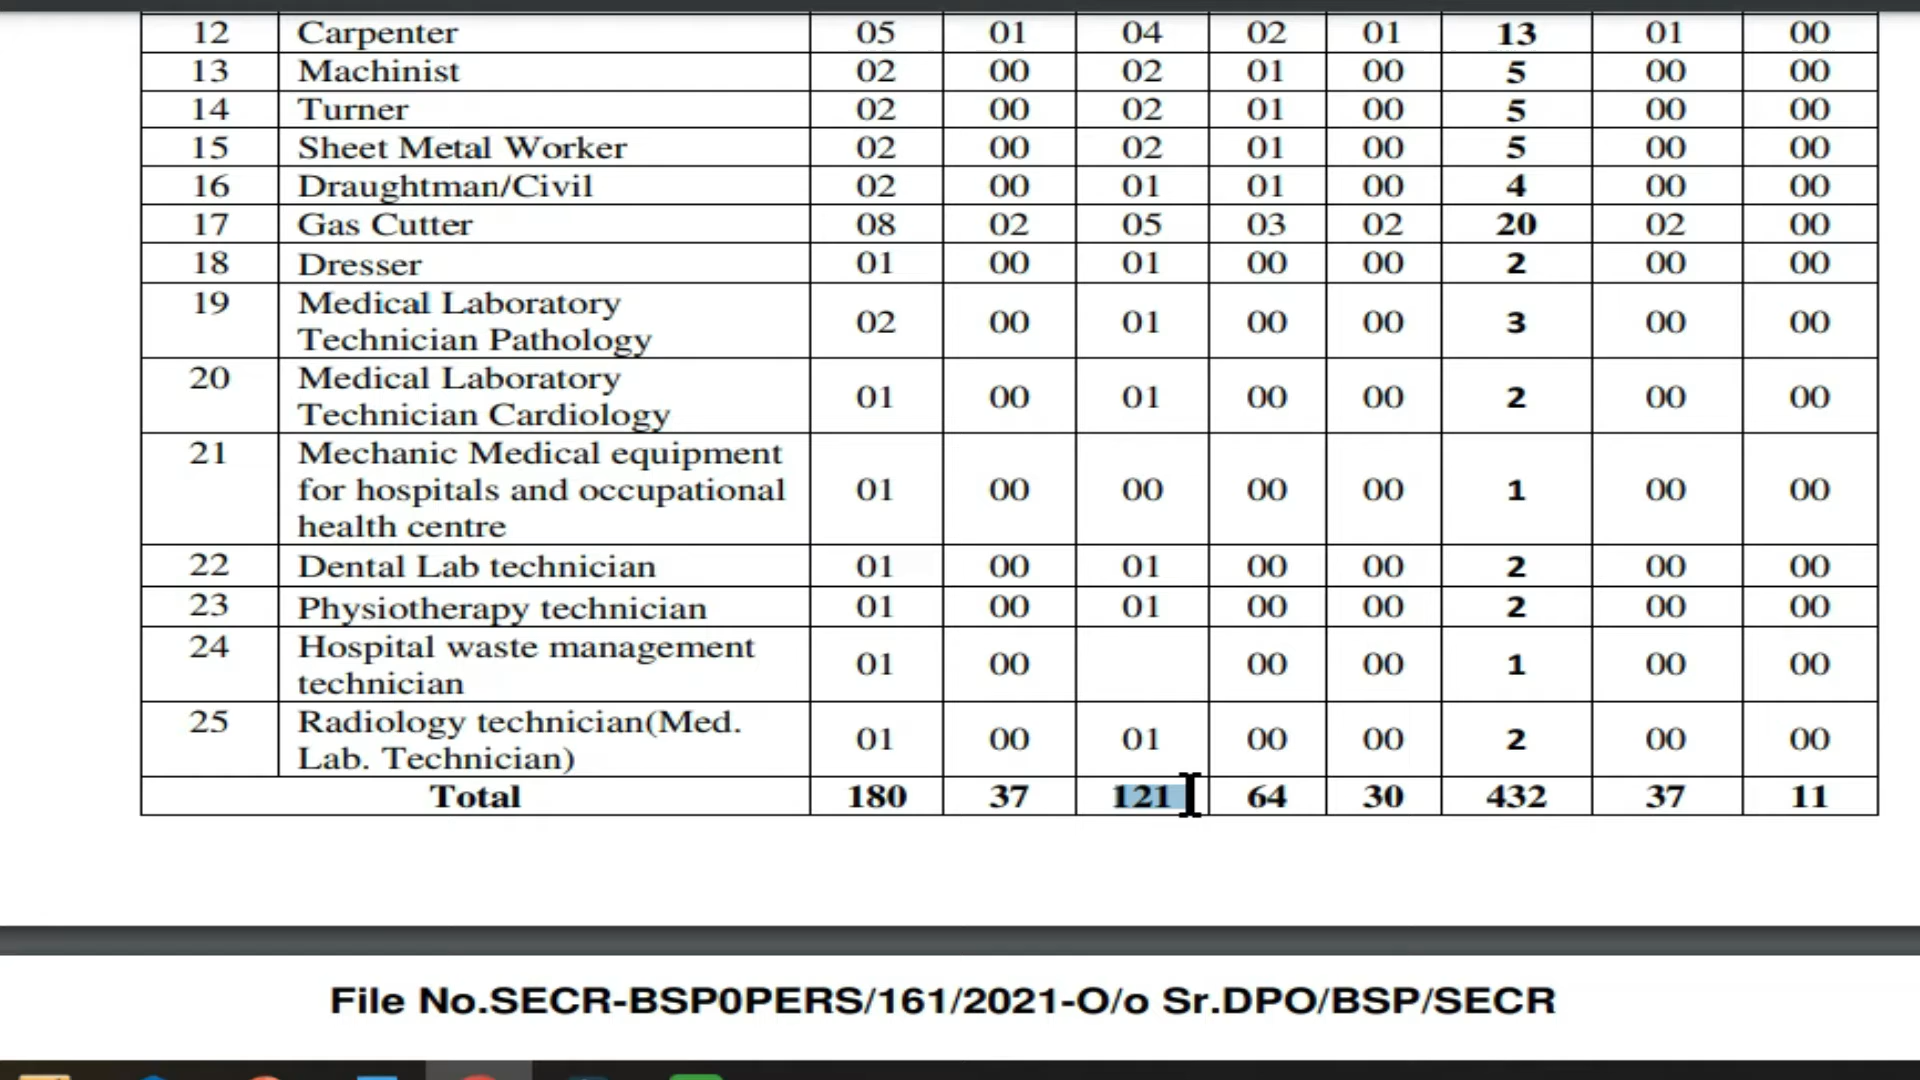 12 Carpenter 05 01 04 02 01 13 01 00
13 Machinist 02 00 02 01 00 5 00 00
14 Turner 02 00 02 01 00 5 00 00
15 Sheet Metal Worker 02 00 02 01 00 5 00 00
16 Draughtman/Civil 02 00 01 01 00 4 00 00
17 Gas Cutter 08 02 05 03 02 20 02 00
18 Dresser 01 00 01 00 00 2 00 00
19 Medical Laboratory
Technician Pathology 02 00 01 00 00 3 00 00
20 Medical Laboratory
Technician Cardiology 01 00 01 00 00 2 00 00
21 Mechanic Medical equipment
for hospitals and occupational 01 00 00 00 00 1 00 00
health centre
22 Dental Lab technician 01 00 01 00 00 2 00 00
23 Physiotherapy technician 01 00 01 00 00 2 00 00
24 Hospital waste management
technician 01 00 00 00 1 00 00
25 Radiology technician(Med.
Lab. Technician) 01 00 01 00 00 2 00 00
Total 180 37 121 64 30 432 37 11
File No.SECR-BSP0PERS/161/2021-O/o Sr.DPO/BSP/SECR